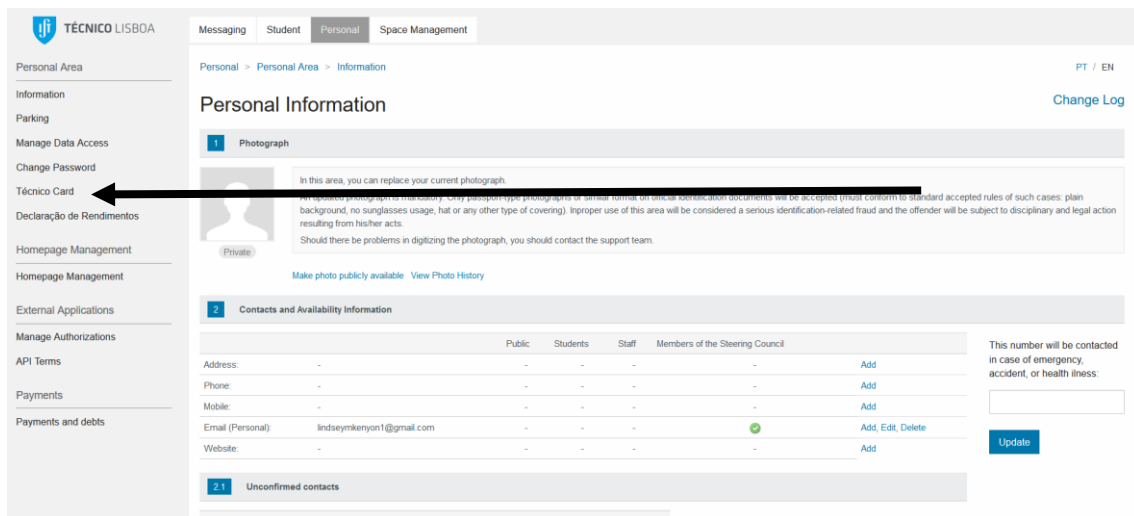 TÉCNICO LISBOA
Messaging Student Personal Space Management
Personal Area
Information
Parking
Manage Data Access
Change Password
Técnico Card
Declaração de Rendimentos
Homepage Management
Homepage Management
External Applications
Manage Authorizations
API Terms
Payments
Payments and debts
Personal > Personal Area > Information
PT / EN
Personal Information
Change Log
1 Photograph
Private
In this area, you can replace your current photograph.
An updated photograph is mandatory. Only passport-type photographs or similar format on official identification documents will be accepted (must conform to standard accepted rules of such cases: plain
background, no sunglasses usage, hat or any other type of covering). Inproper use of this area will be considered a serious identification-related fraud and the offender will be subject to disciplinary and legal action
resulting from his/her acts.
Should there be problems in digitizing the photograph, you should contact the support team.
Make photo publicly available View Photo History
2 Contacts and Availability Information
Public Students Staff Members of the Steering Council
Address: - - - - - Add
Phone: - - - - - Add
Mobile: - - - - - Add
Email (Personal): lindseymkenyon1@gmail.com - - - Add, Edit, Delete
Website: - - - - - Add
This number will be contacted
in case of emergency,
accident, or health ilness:
Update
2.1 Unconfirmed contacts